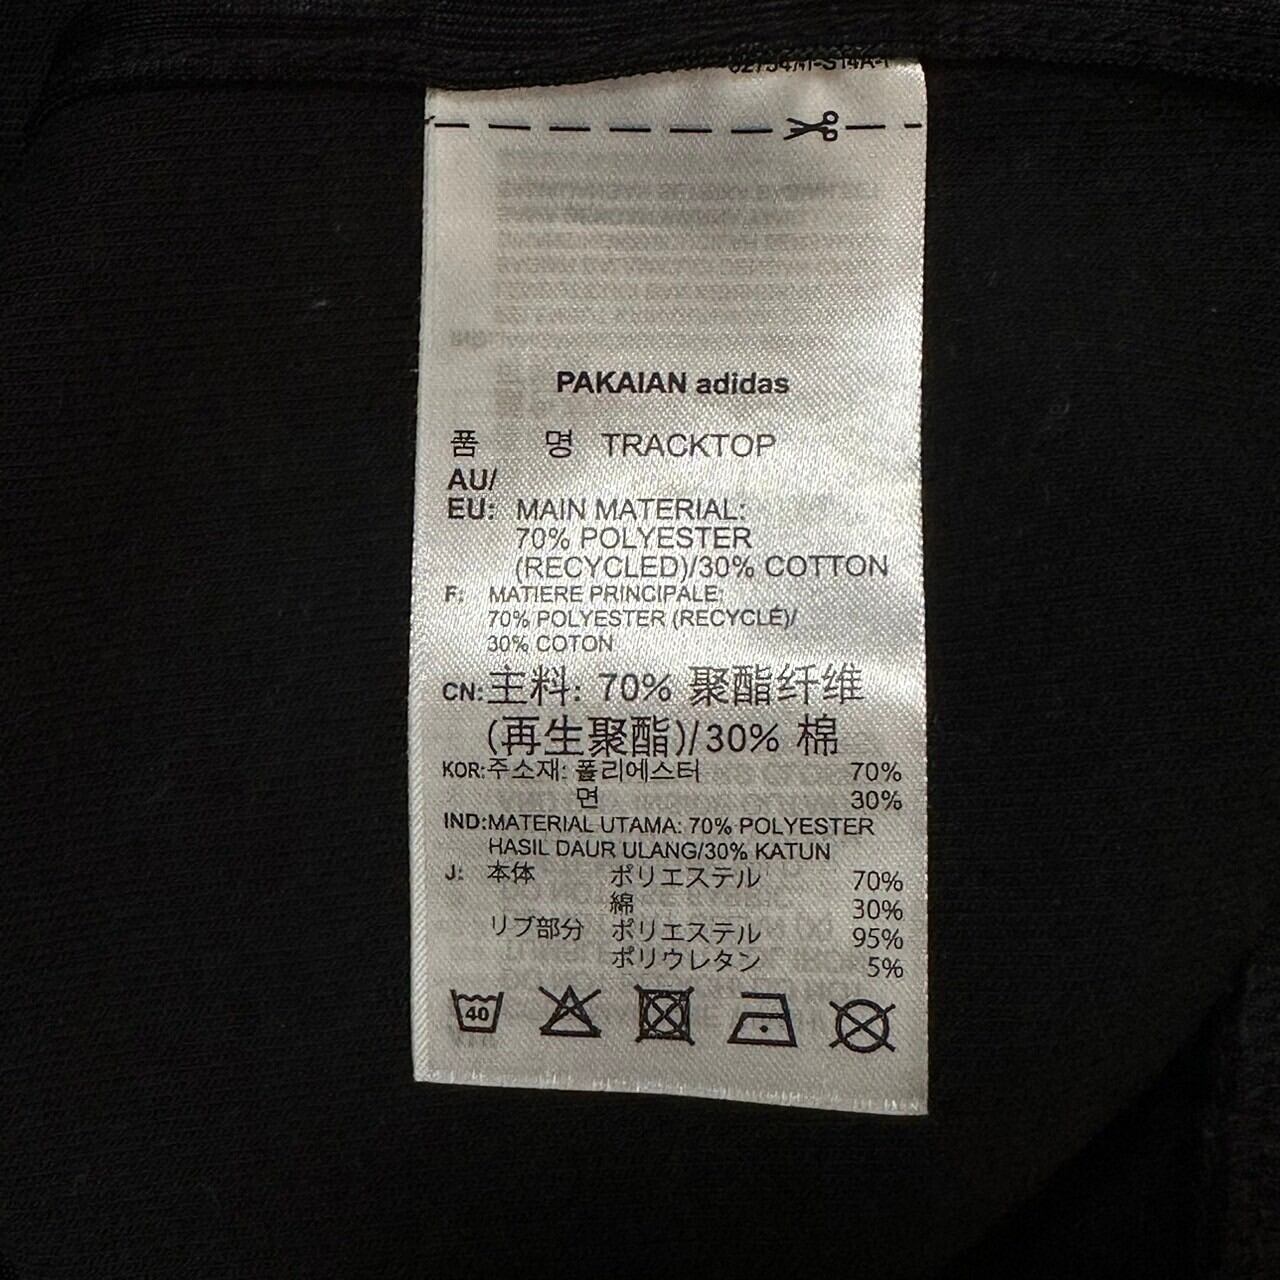 PAKAIAN adidas
품 명 TRACKTOP
AU/
EU: MAIN MATERIAL:
70% POLYESTER
(RECYCLED)/30% COTTON
F: MATIERE PRINCIPALE:
70% POLYESTER (RECYCLÉ)/
30% COTON
CN:主料: 70% 聚酯纤维
(再生聚酯)/30% 棉
KOR:주소재: 폴리에스터 70%
면 30%
IND:MATERIAL UTAMA: 70% POLYESTER
HASIL DAUR ULANG/30% KATUN
J: 本体 ポリエステル 70%
綿 30%
リブ部分 ポリエステル 95%
ポリウレタン 5%
40